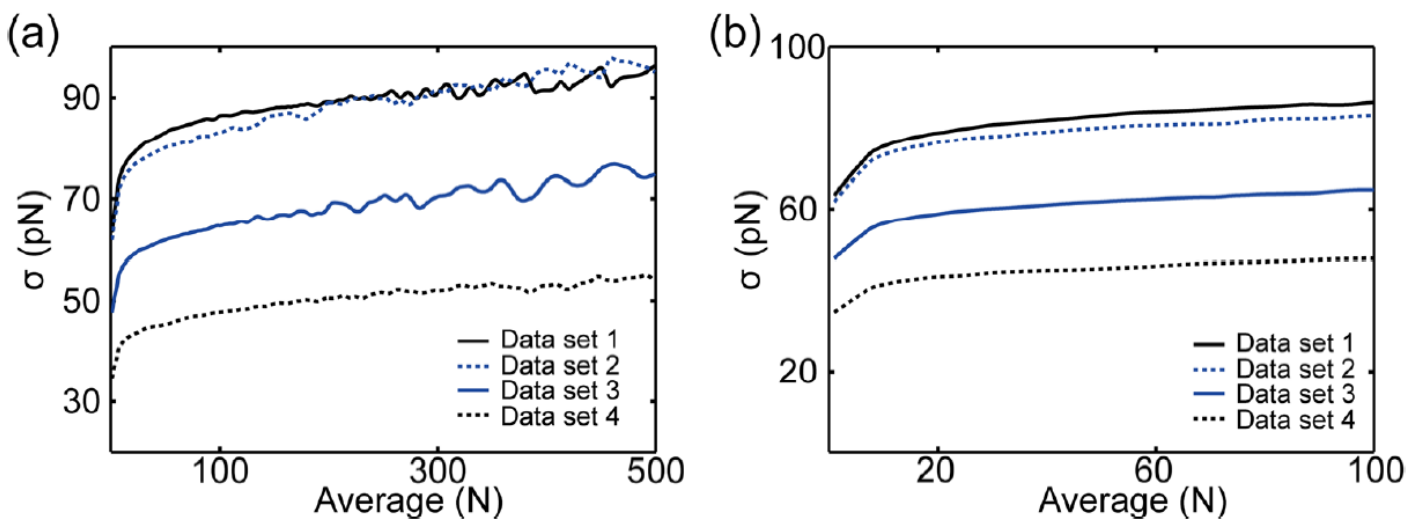 (a)
90
70
50
30
σ (pN)
100
300
500
Average (N)
Data set 1
Data set 2
Data set 3
Data set 4
(b)
100
60
20
σ (pN)
20
60
100
Average (N)
Data set 1
Data set 2
Data set 3
Data set 4